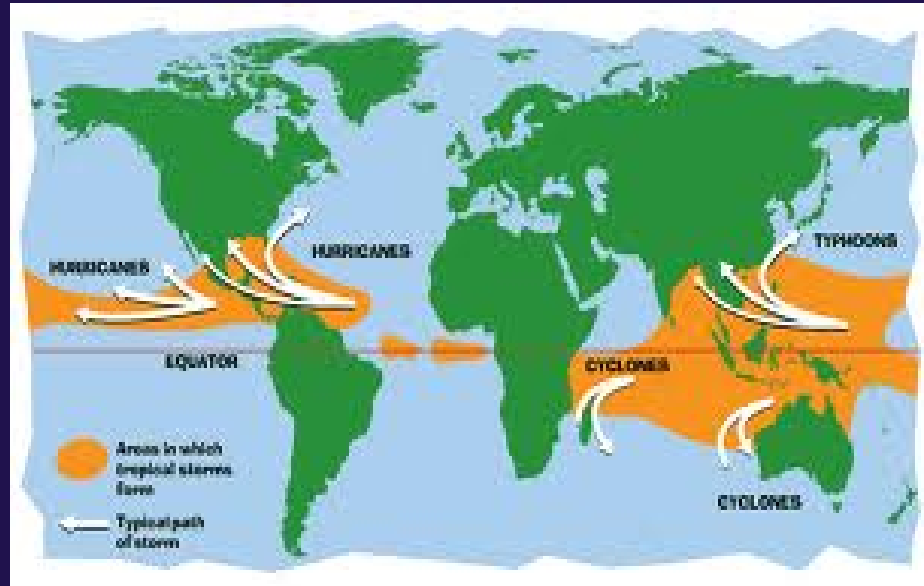 HURRICANES
HURRICANES
TYPHOONS
EQUATOR
CYCLONES
Areas in which
tropical storms
form
Typical path
of storm
CYCLONES